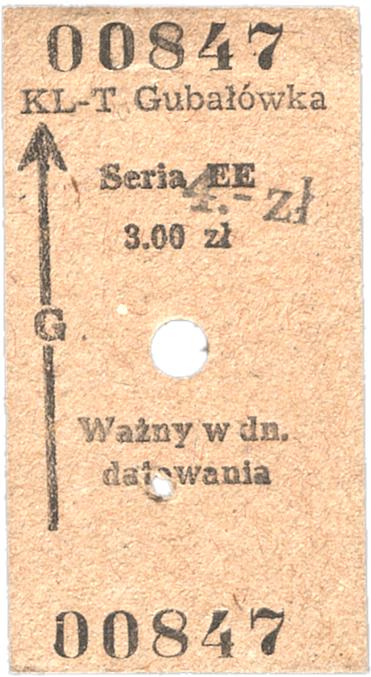 00847
KL-T Gubałówka
Seria EE
4.- zł
3.00 zł
G
Ważny w dn.
datowania
00847